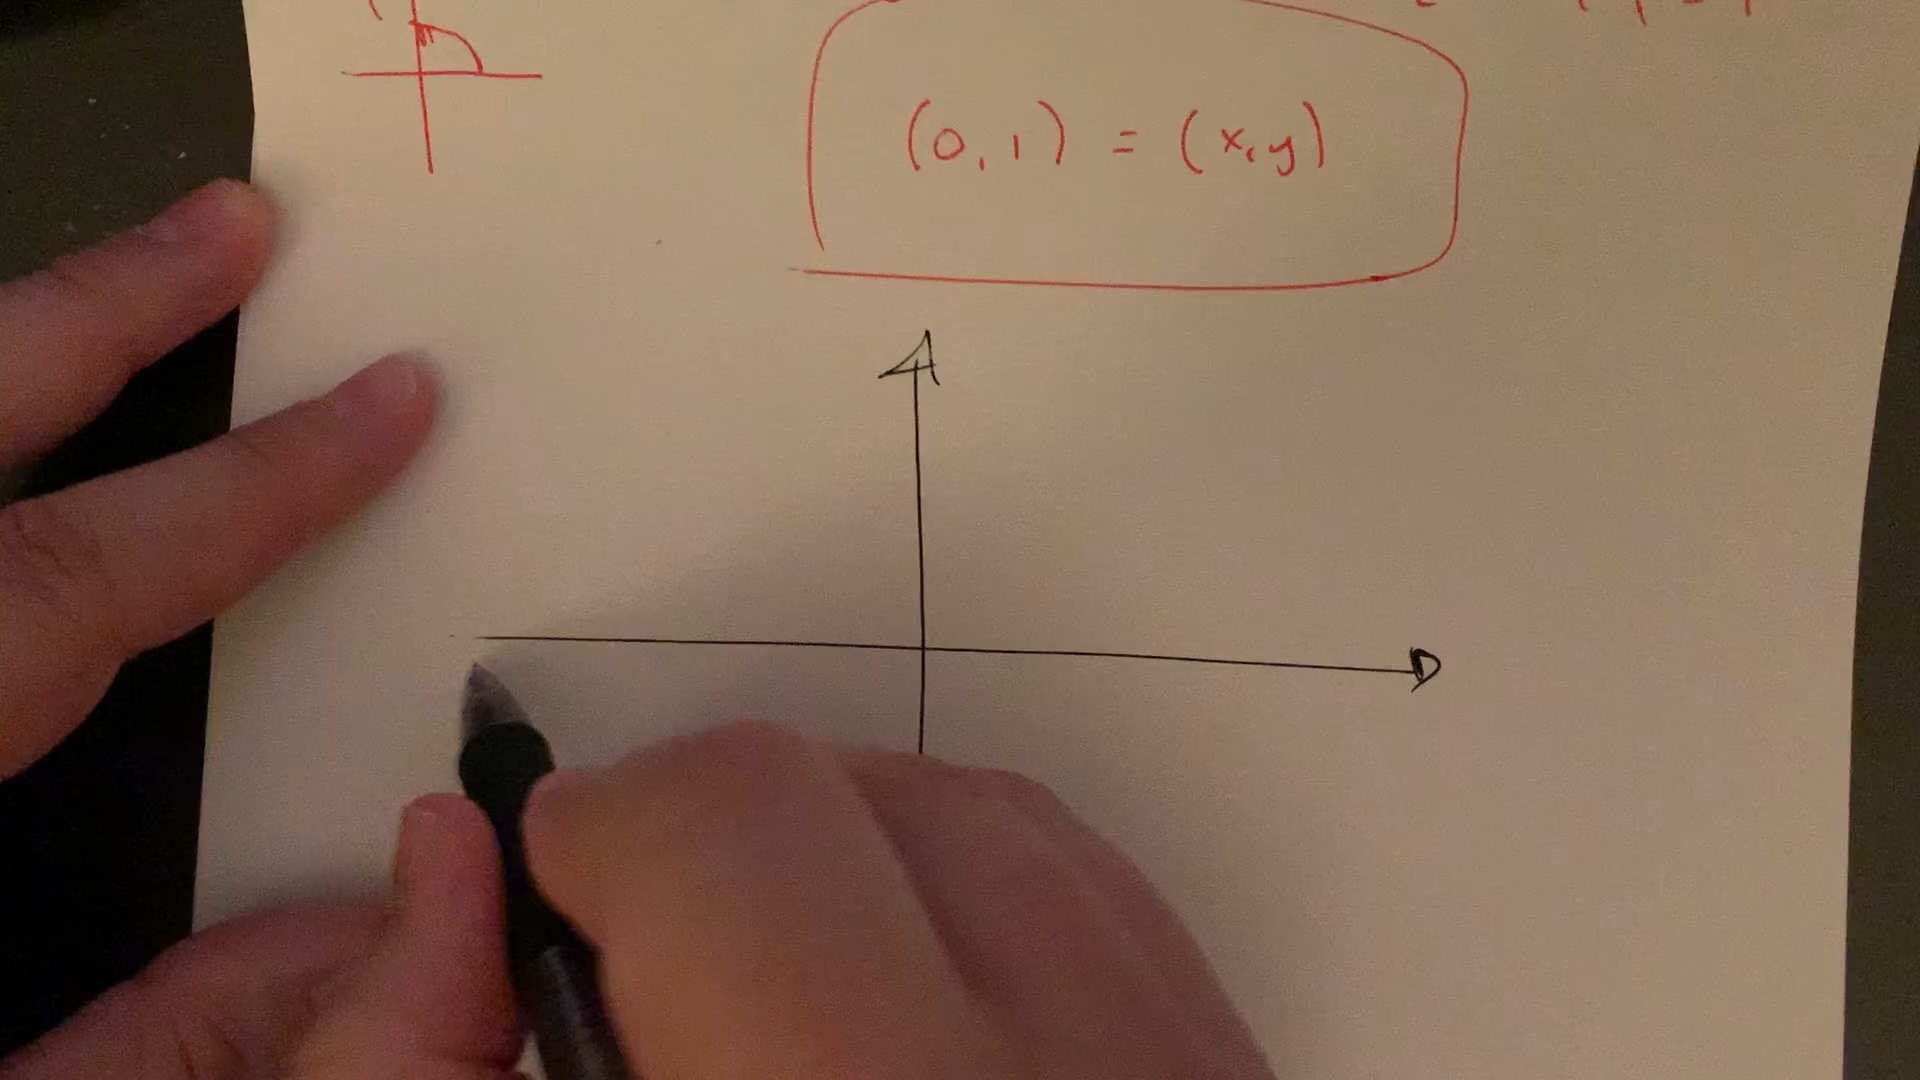 (0, 1) = (x, y)